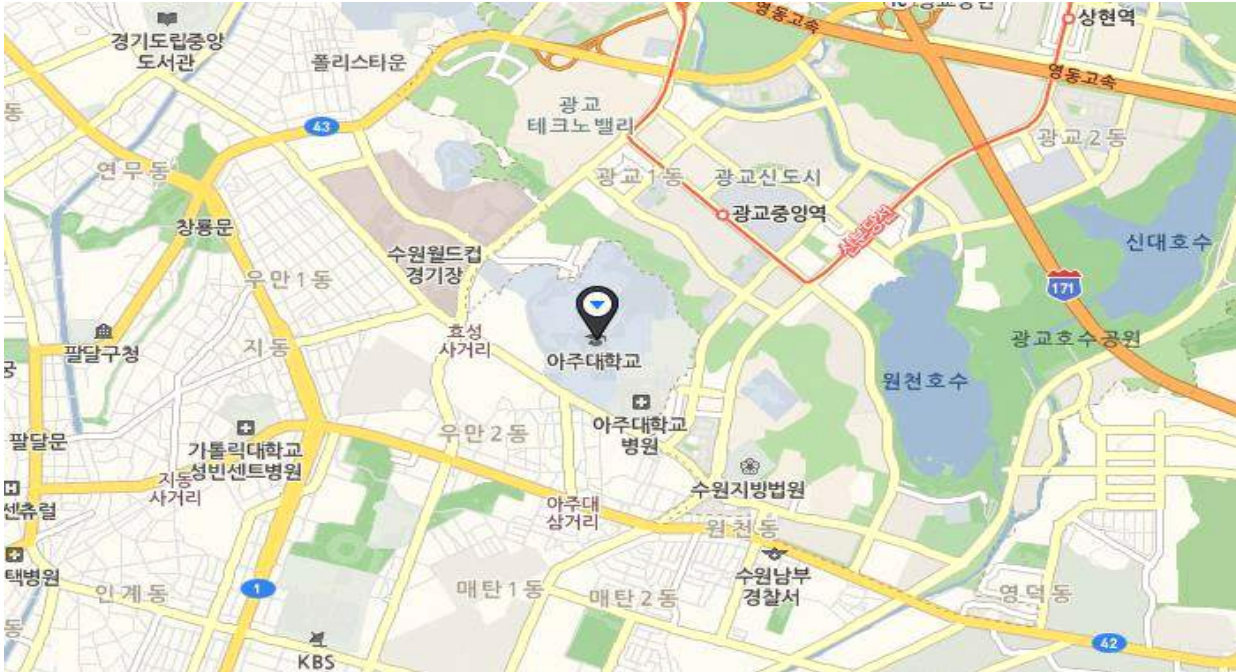 영동고속
상현역
경기도립중앙
도서관
폴리스타운
영동고속
광교
테크노밸리
43
광교2동
연무동
광교1동
광교신도시
창룡문
광교중앙역
신분당선
수원월드컵
경기장
신대호수
우만1동
171
효성
사거리
팔달구청
지동
광교호수공원
아주대학교
원천호수
아주대학교
병원
팔달문
우만2동
가톨릭대학교
성빈센트병원
지동
사거리
수원지방법원
센츄럴
아주대
삼거리
원천동
택병원
수원남부
경찰서
인계동
1
매탄1동
매탄2동
영덕동
42
KBS